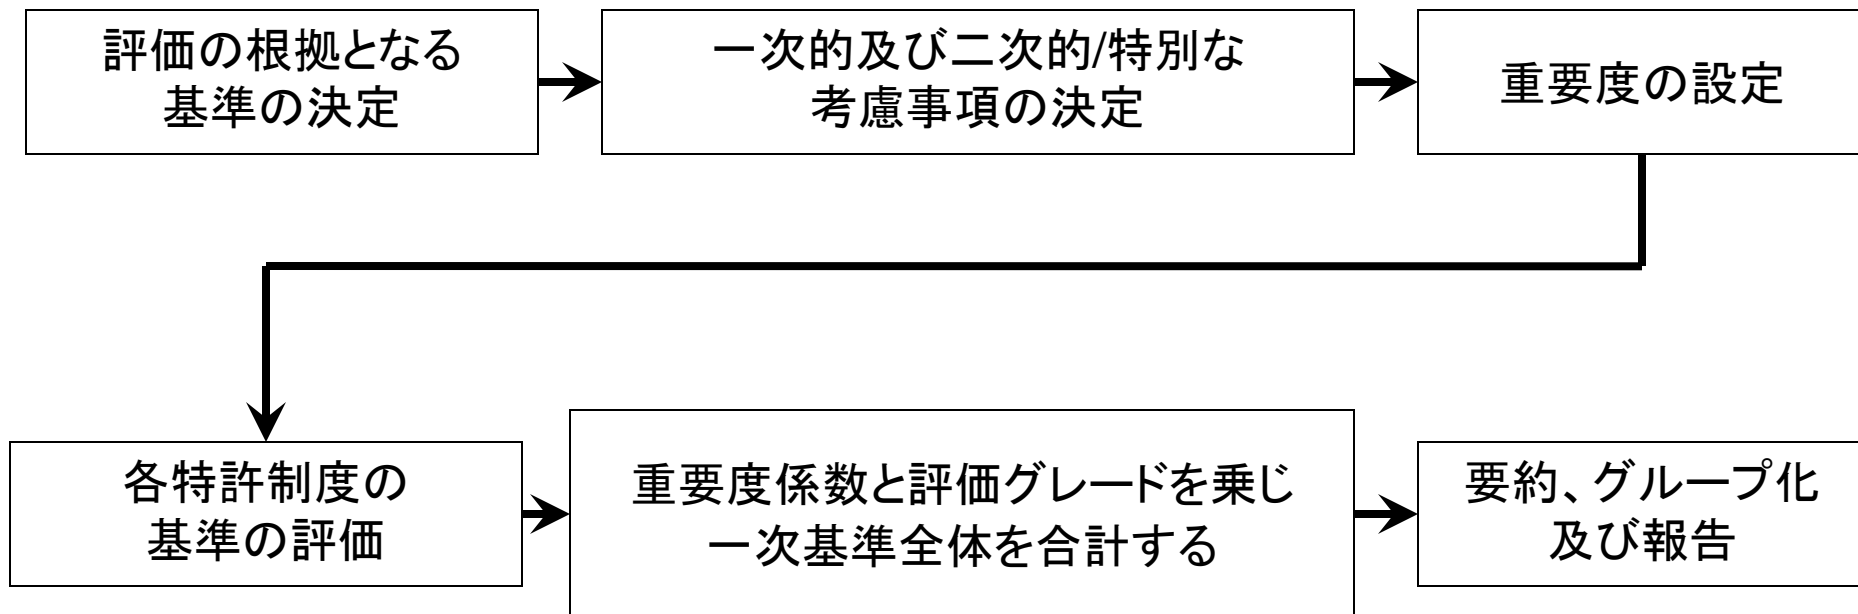 評価の根拠となる
基準の決定
一次的及び二次的/特別な
考慮事項の決定
重要度の設定
各特許制度の
基準の評価
重要度係数と評価グレードを乗じ
一次基準全体を合計する
要約、グループ化
及び報告